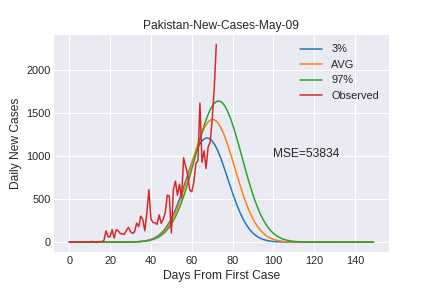 Pakistan-New-Cases-May-09
3%
AVG
97%
Observed
MSE=53834
Daily New Cases
2000
1500
1000
500
0
0 20 40 60 80 100 120 140
Days From First Case